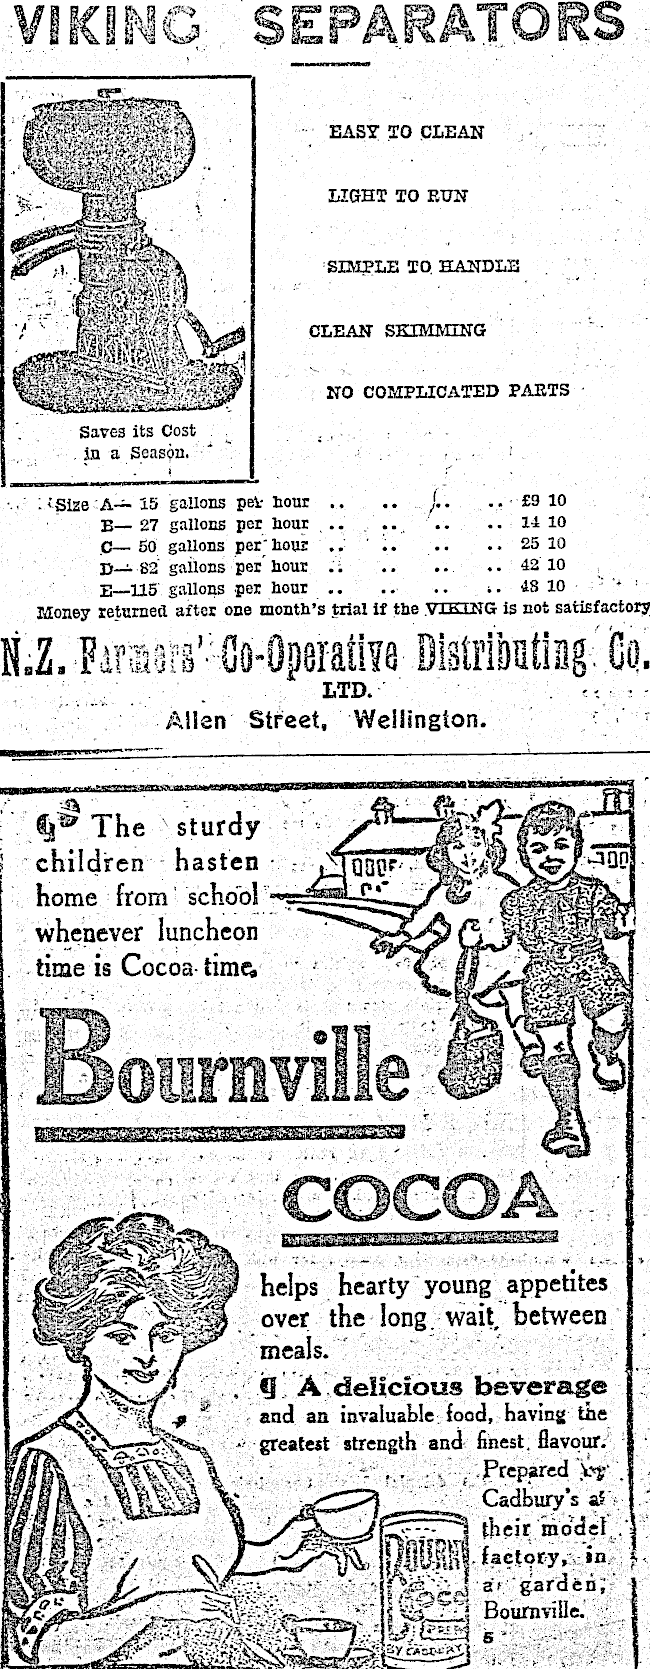 VIKING SEPARATORS
EASY TO CLEAN
LIGHT TO RUN
SIMPLE TO HANDLE
CLEAN SKIMMING
NO COMPLICATED PARTS
VIKING
Saves its Cost
in a Season.
Size A— 15 gallons per hour .. .. .. .. £9 10
B— 27 gallons per hour .. .. .. .. 14 10
C— 50 gallons per hour .. .. .. .. 25 10
D— 82 gallons per hour .. .. .. .. 42 10
E—115 gallons per hour .. .. .. .. 48 10
Money returned after one month's trial if the VIKING is not satisfactory
N.Z. Farmers' Co-Operative Distributing Co.
LTD.
Allen Street, Wellington.
¶ The sturdy
children hasten
home from school
whenever luncheon
time is Cocoa time.
Bournville
COCOA
helps hearty young appetites
over the long wait between
meals.
¶ A delicious beverage
and an invaluable food, having the
greatest strength and finest flavour.
Prepared by
Cadbury's at
their model
factory, in
a garden,
Bournville.
5
BOURN
COCO
BY CADBURY